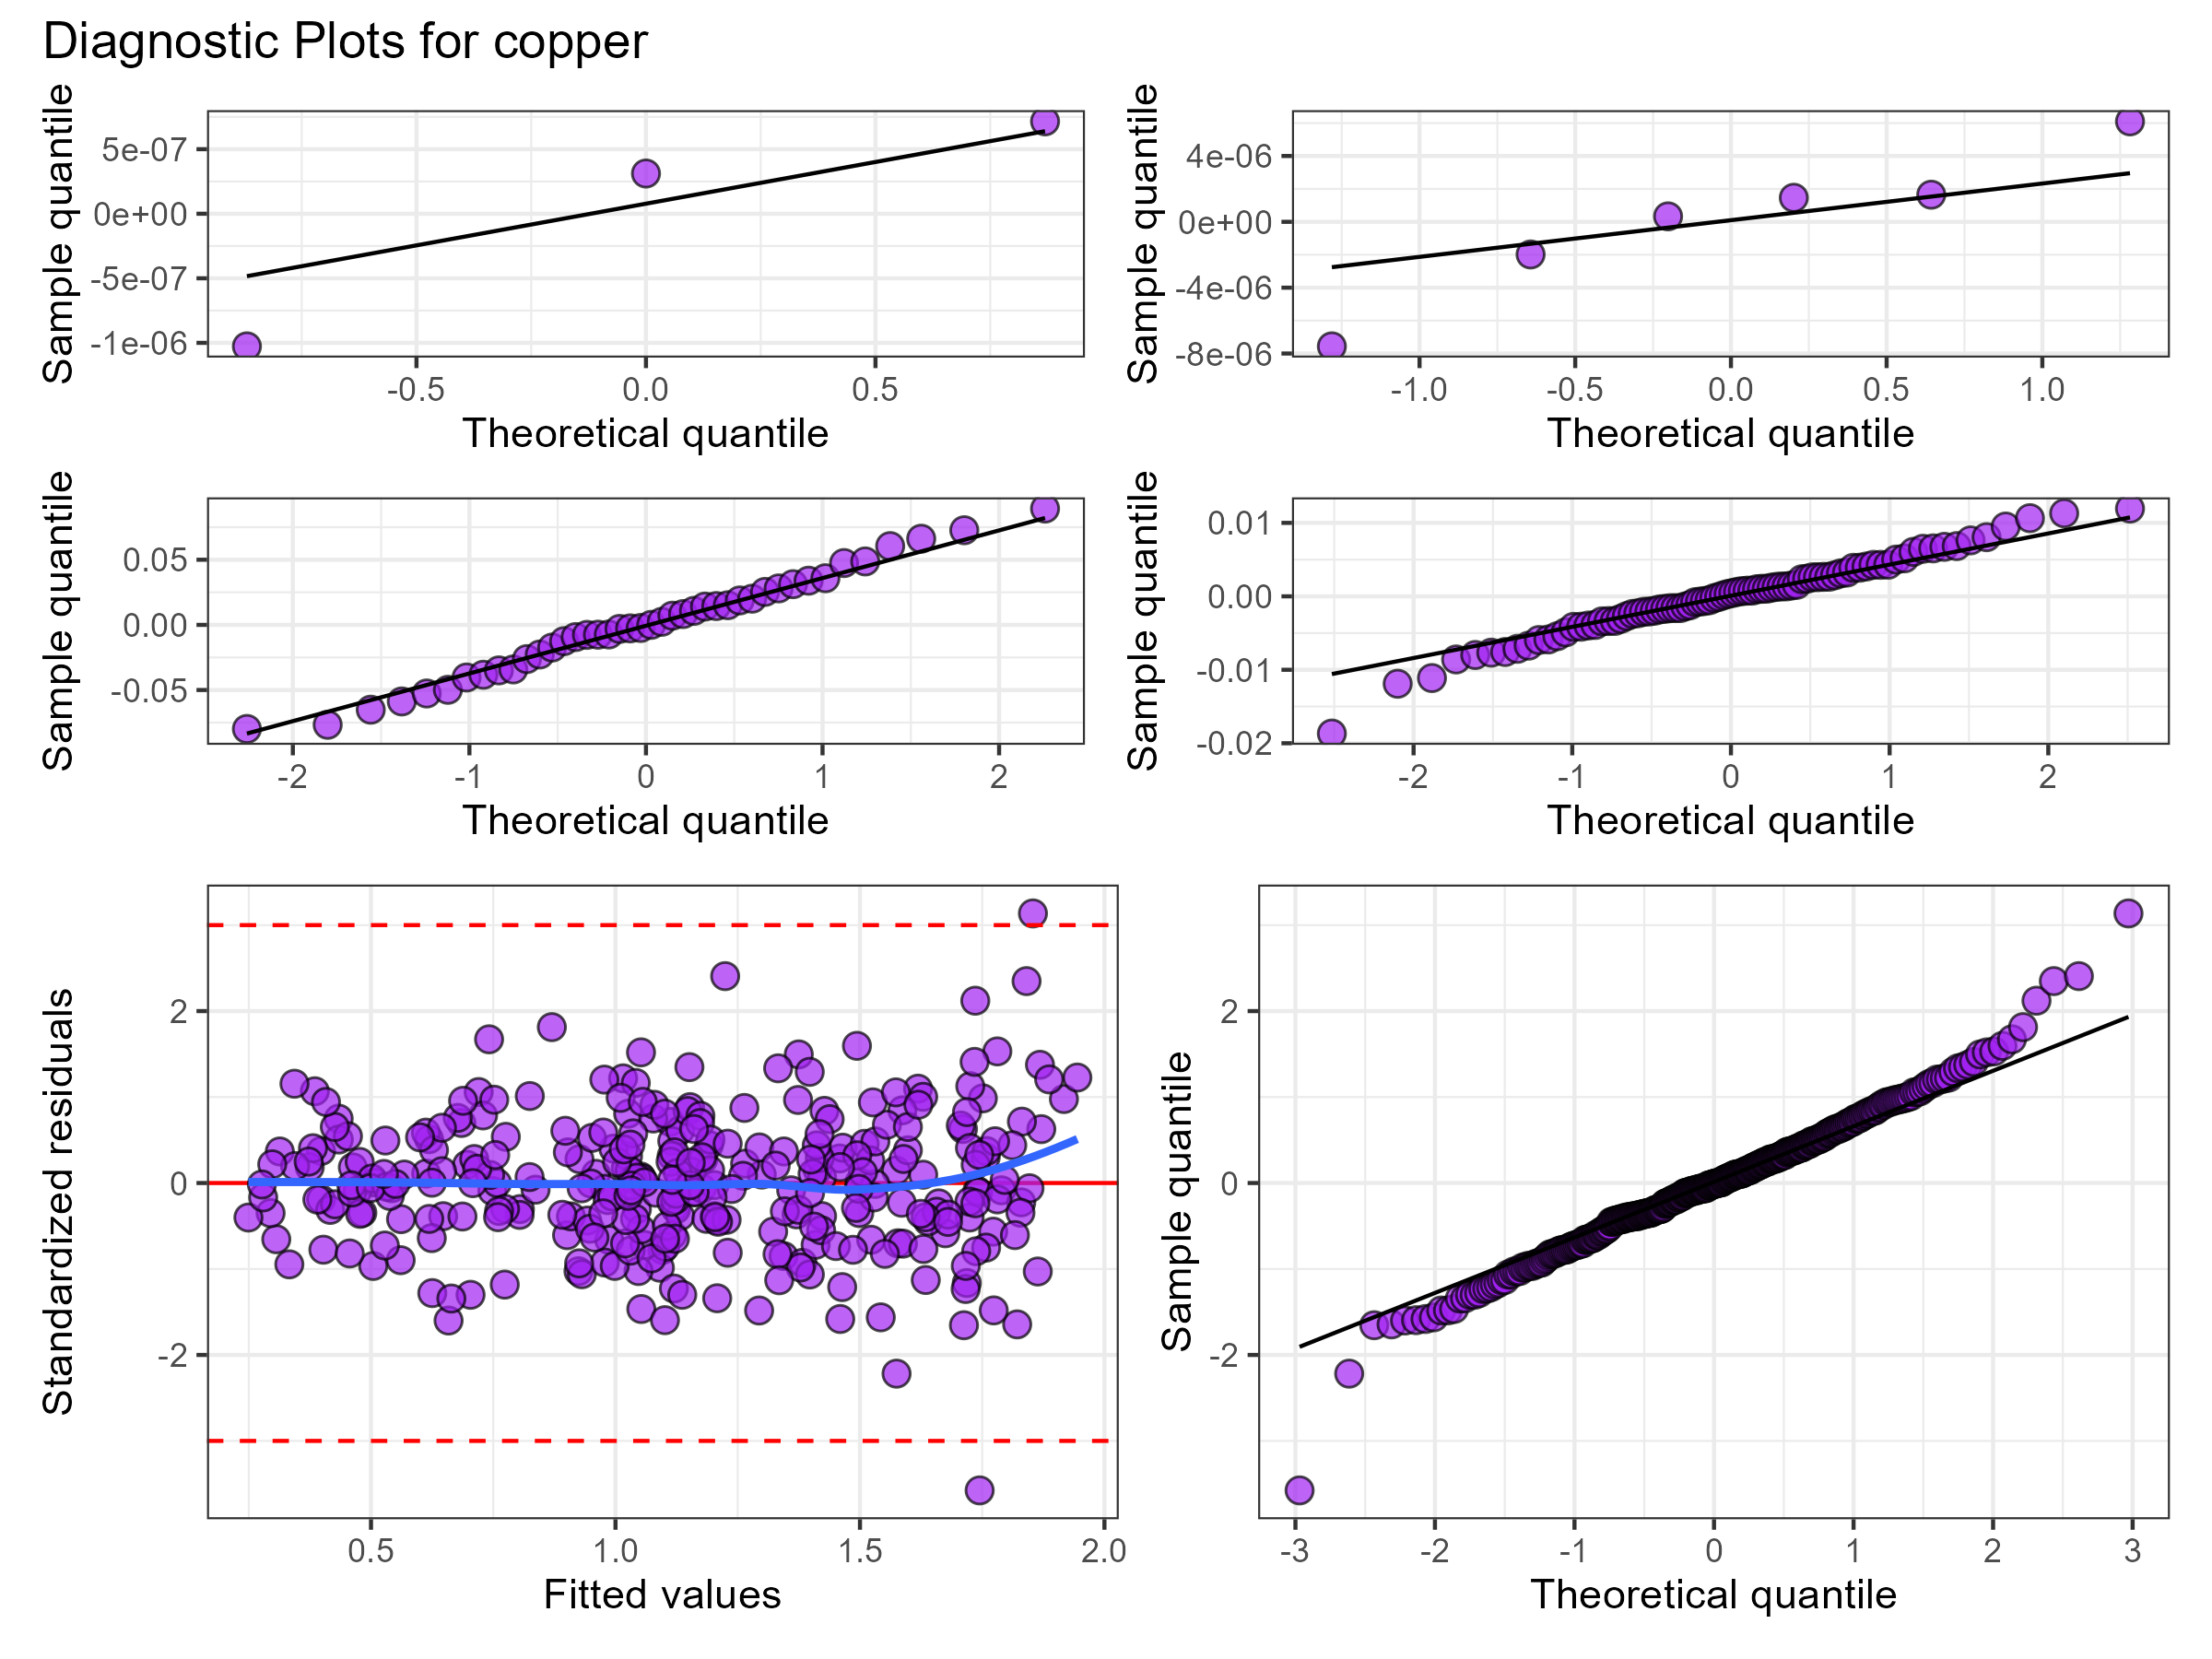 Diagnostic Plots for copper
Sample quantile
5e-07
0e+00
-5e-07
-1e-06
-0.5 0.0 0.5
Theoretical quantile
Sample quantile
4e-06
0e+00
-4e-06
-8e-06
-1.0 -0.5 0.0 0.5 1.0
Theoretical quantile
Sample quantile
0.05
0.00
-0.05
-2 -1 0 1 2
Theoretical quantile
Sample quantile
0.01
0.00
-0.01
-0.02
-2 -1 0 1 2
Theoretical quantile
Standardized residuals
2
0
-2
0.5 1.0 1.5 2.0
Fitted values
Sample quantile
2
0
-2
-3 -2 -1 0 1 2 3
Theoretical quantile